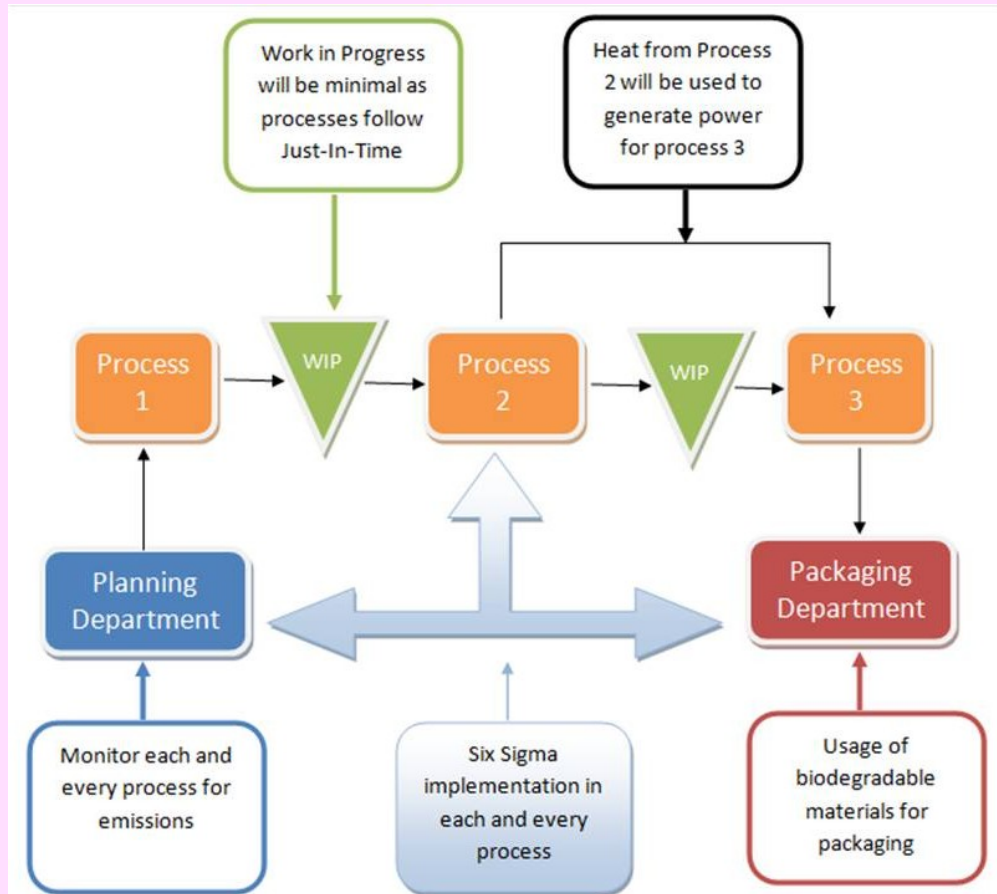 Work in Progress
will be minimal as
processes follow
Just-In-Time
Heat from Process
2 will be used to
generate power
for process 3
Process
1
WIP
Process
2
WIP
Process
3
Planning
Department
Packaging
Department
Monitor each and
every process for
emissions
Six Sigma
implementation in
each and every
process
Usage of
biodegradable
materials for
packaging